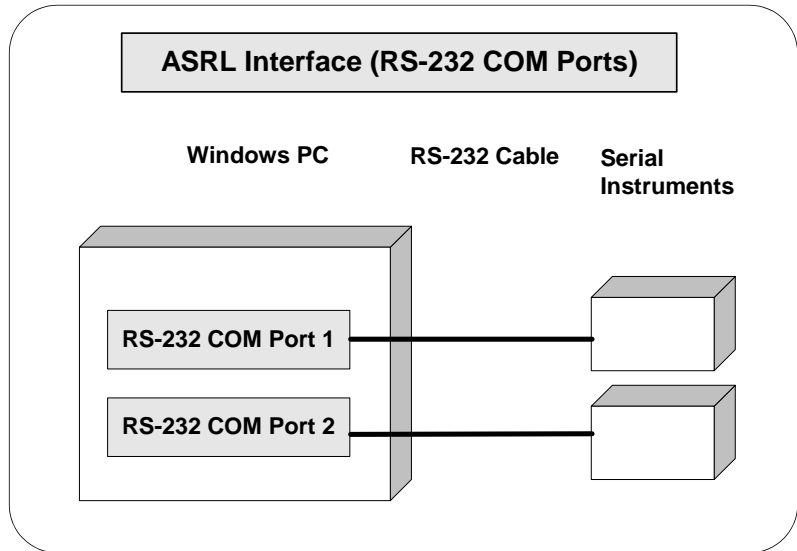 ASRL Interface (RS-232 COM Ports)
Windows PC
RS-232 Cable
Serial
Instruments
RS-232 COM Port 1
RS-232 COM Port 2